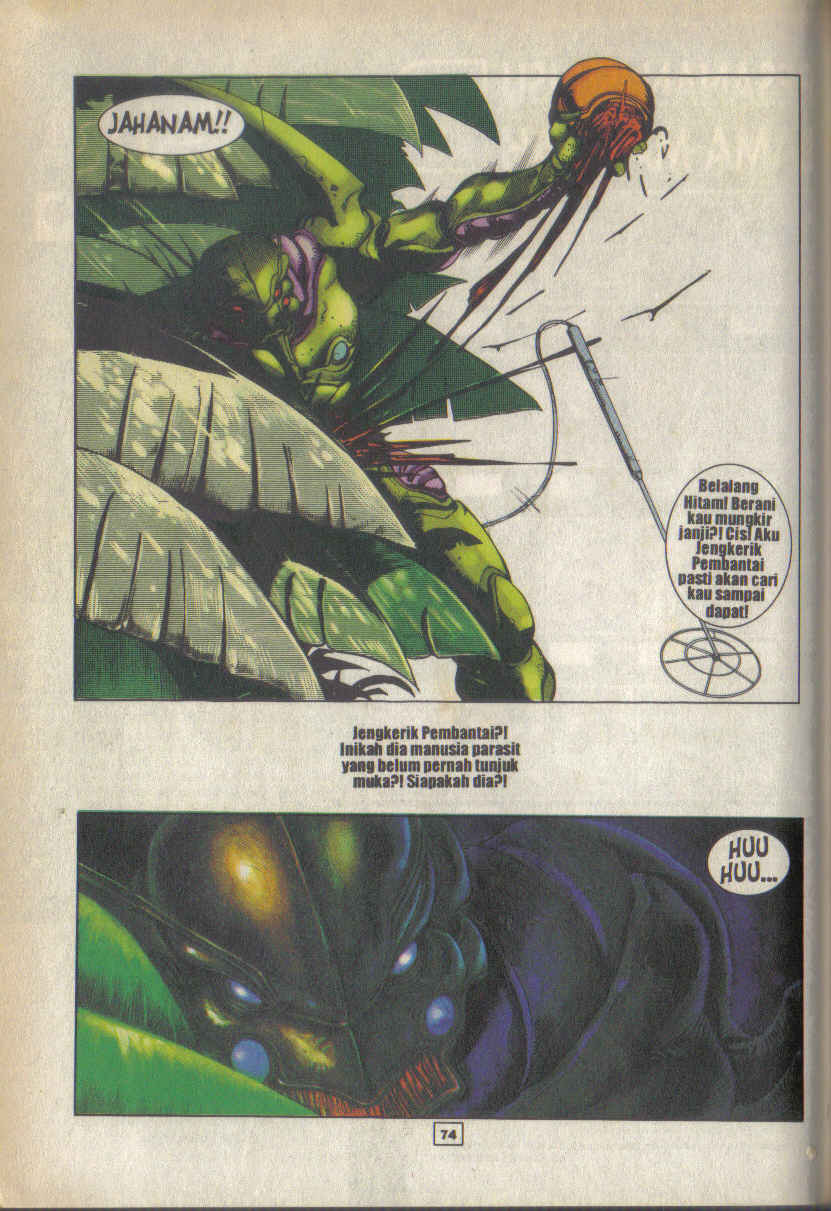 JAHANAM!!
Belalang
Hitam! Berani
kau mungkir
janji?! Cis! Aku
Jengkerik
Pembantai
pasti akan cari
kau sampai
dapat!
Jengkerik Pembantai?!
Inikah dia manusia parasit
yang belum pernah tunjuk
muka?! Siapakah dia?!
HUU
HUU...
74